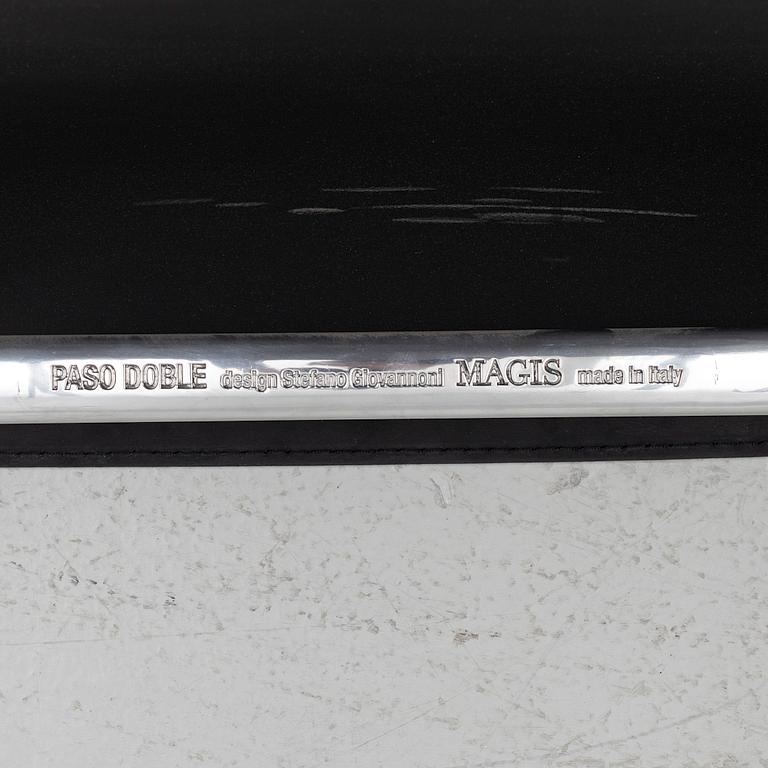 PASO DOBLE design Stefano Giovannoni MAGIS made in Italy